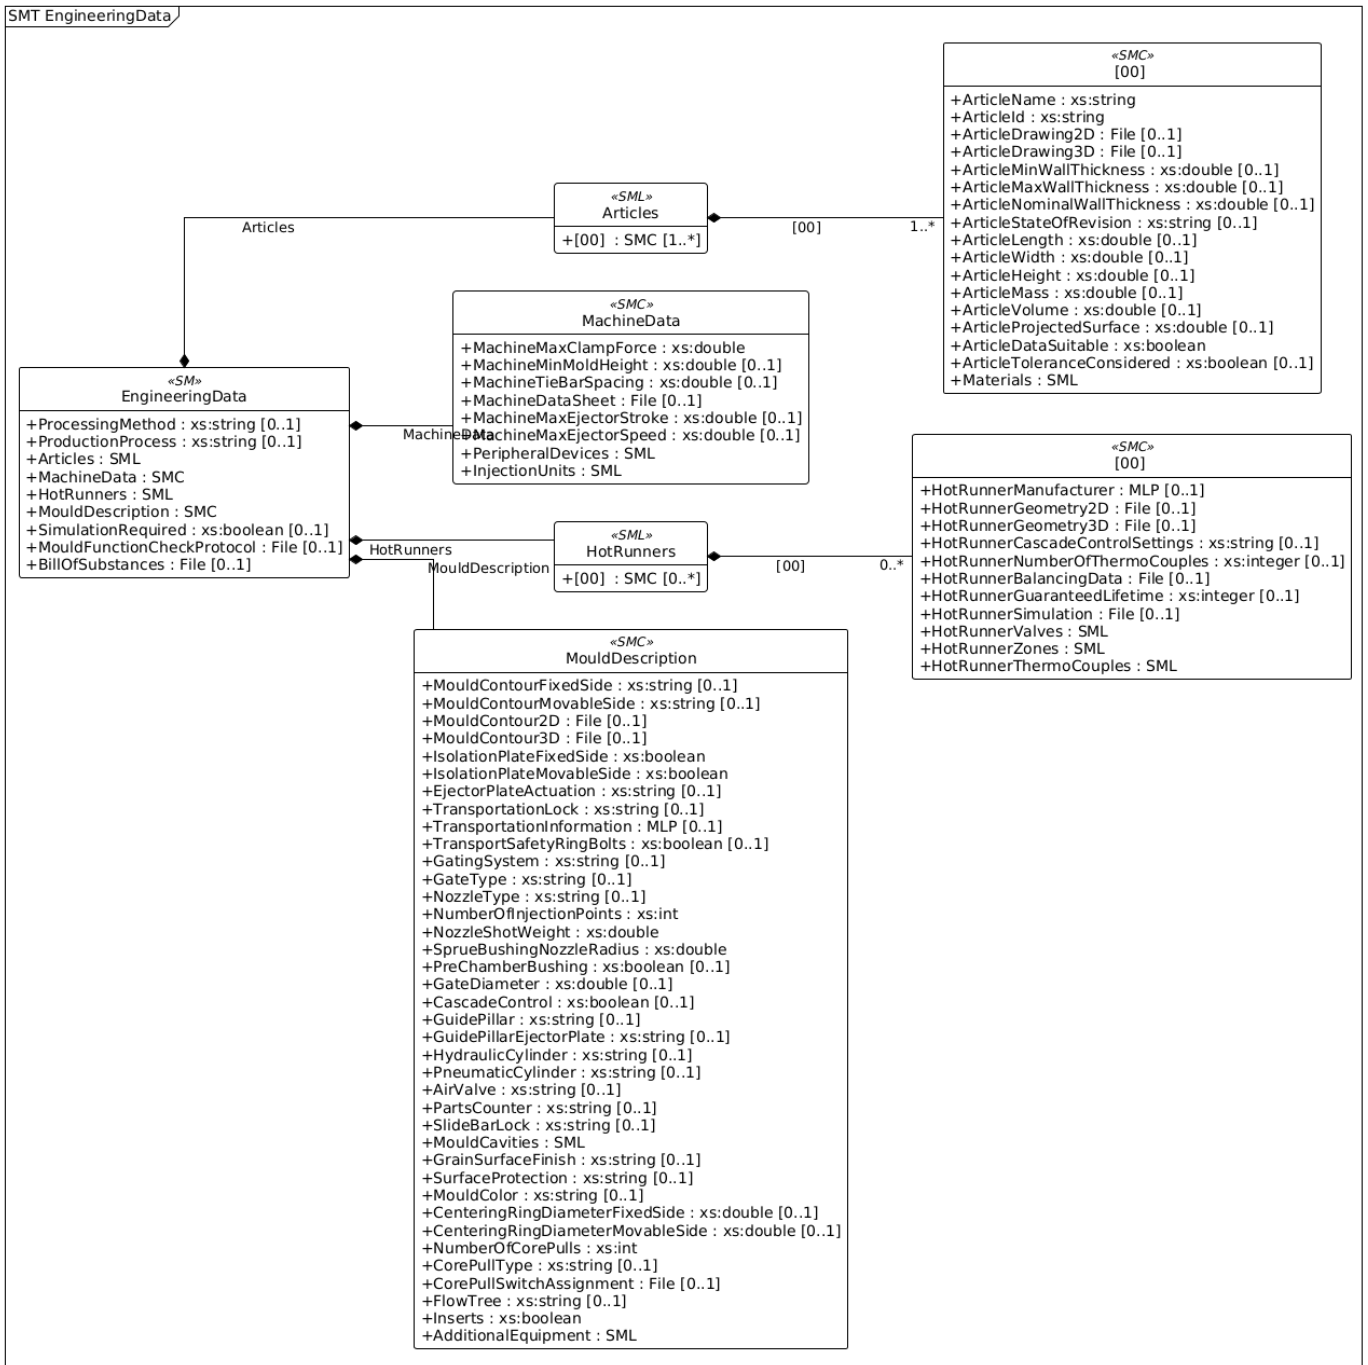 SMT EngineeringData
«SMC»
[00]
+ArticleName : xs:string
+ArticleId : xs:string
+ArticleDrawing2D : File [0..1]
+ArticleDrawing3D : File [0..1]
+ArticleMinWallThickness : xs:double [0..1]
+ArticleMaxWallThickness : xs:double [0..1]
+ArticleNominalWallThickness : xs:double [0..1]
+ArticleStateOfRevision : xs:string [0..1]
+ArticleLength : xs:double [0..1]
+ArticleWidth : xs:double [0..1]
+ArticleHeight : xs:double [0..1]
+ArticleMass : xs:double [0..1]
+ArticleVolume : xs:double [0..1]
+ArticleProjectedSurface : xs:double [0..1]
+ArticleDataSuitable : xs:boolean
+ArticleToleranceConsidered : xs:boolean [0..1]
+Materials : SML
«SML»
Articles
+[00]  : SMC [1..*]
Articles
[00]
1..*
«SMC»
MachineData
+MachineMaxClampForce : xs:double
+MachineMinMoldHeight : xs:double [0..1]
+MachineTieBarSpacing : xs:double [0..1]
+MachineDataSheet : File [0..1]
+MachineMaxEjectorStroke : xs:double [0..1]
+MachineMaxEjectorSpeed : xs:double [0..1]
+PeripheralDevices : SML
+InjectionUnits : SML
«SM»
EngineeringData
+ProcessingMethod : xs:string [0..1]
+ProductionProcess : xs:string [0..1]
+Articles : SML
+MachineData : SMC
+HotRunners : SML
+MouldDescription : SMC
+SimulationRequired : xs:boolean [0..1]
+MouldFunctionCheckProtocol : File [0..1]
+BillOfSubstances : File [0..1]
MachineData
HotRunners
MouldDescription
«SML»
HotRunners
+[00]  : SMC [0..*]
[00]
0..*
«SMC»
[00]
+HotRunnerManufacturer : MLP [0..1]
+HotRunnerGeometry2D : File [0..1]
+HotRunnerGeometry3D : File [0..1]
+HotRunnerCascadeControlSettings : xs:string [0..1]
+HotRunnerNumberOfThermoCouples : xs:integer [0..1]
+HotRunnerBalancingData : File [0..1]
+HotRunnerGuaranteedLifetime : xs:integer [0..1]
+HotRunnerSimulation : File [0..1]
+HotRunnerValves : SML
+HotRunnerZones : SML
+HotRunnerThermoCouples : SML
«SMC»
MouldDescription
+MouldContourFixedSide : xs:string [0..1]
+MouldContourMovableSide : xs:string [0..1]
+MouldContour2D : File [0..1]
+MouldContour3D : File [0..1]
+IsolationPlateFixedSide : xs:boolean
+IsolationPlateMovableSide : xs:boolean
+EjectorPlateActuation : xs:string [0..1]
+TransportationLock : xs:string [0..1]
+TransportationInformation : MLP [0..1]
+TransportSafetyRingBolts : xs:boolean [0..1]
+GatingSystem : xs:string [0..1]
+GateType : xs:string [0..1]
+NozzleType : xs:string [0..1]
+NumberOfInjectionPoints : xs:int
+NozzleShotWeight : xs:double
+SprueBushingNozzleRadius : xs:double
+PreChamberBushing : xs:boolean [0..1]
+GateDiameter : xs:double [0..1]
+CascadeControl : xs:boolean [0..1]
+GuidePillar : xs:string [0..1]
+GuidePillarEjectorPlate : xs:string [0..1]
+HydraulicCylinder : xs:string [0..1]
+PneumaticCylinder : xs:string [0..1]
+AirValve : xs:string [0..1]
+PartsCounter : xs:string [0..1]
+SlideBarLock : xs:string [0..1]
+MouldCavities : SML
+GrainSurfaceFinish : xs:string [0..1]
+SurfaceProtection : xs:string [0..1]
+MouldColor : xs:string [0..1]
+CenteringRingDiameterFixedSide : xs:double [0..1]
+CenteringRingDiameterMovableSide : xs:double [0..1]
+NumberOfCorePulls : xs:int
+CorePullType : xs:string [0..1]
+CorePullSwitchAssignment : File [0..1]
+FlowTree : xs:string [0..1]
+Inserts : xs:boolean
+AdditionalEquipment : SML